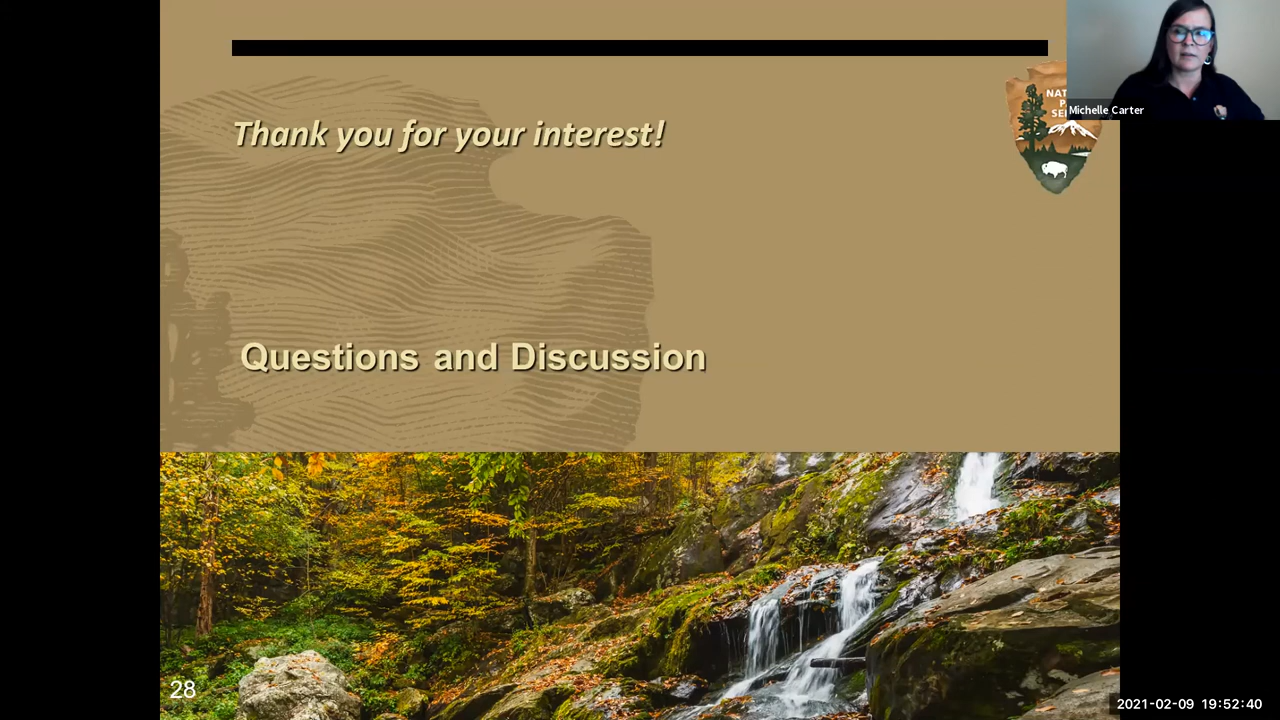 Thank you for your interest!
Michelle Carter
Questions and Discussion
28
2021-02-09 19:52:40